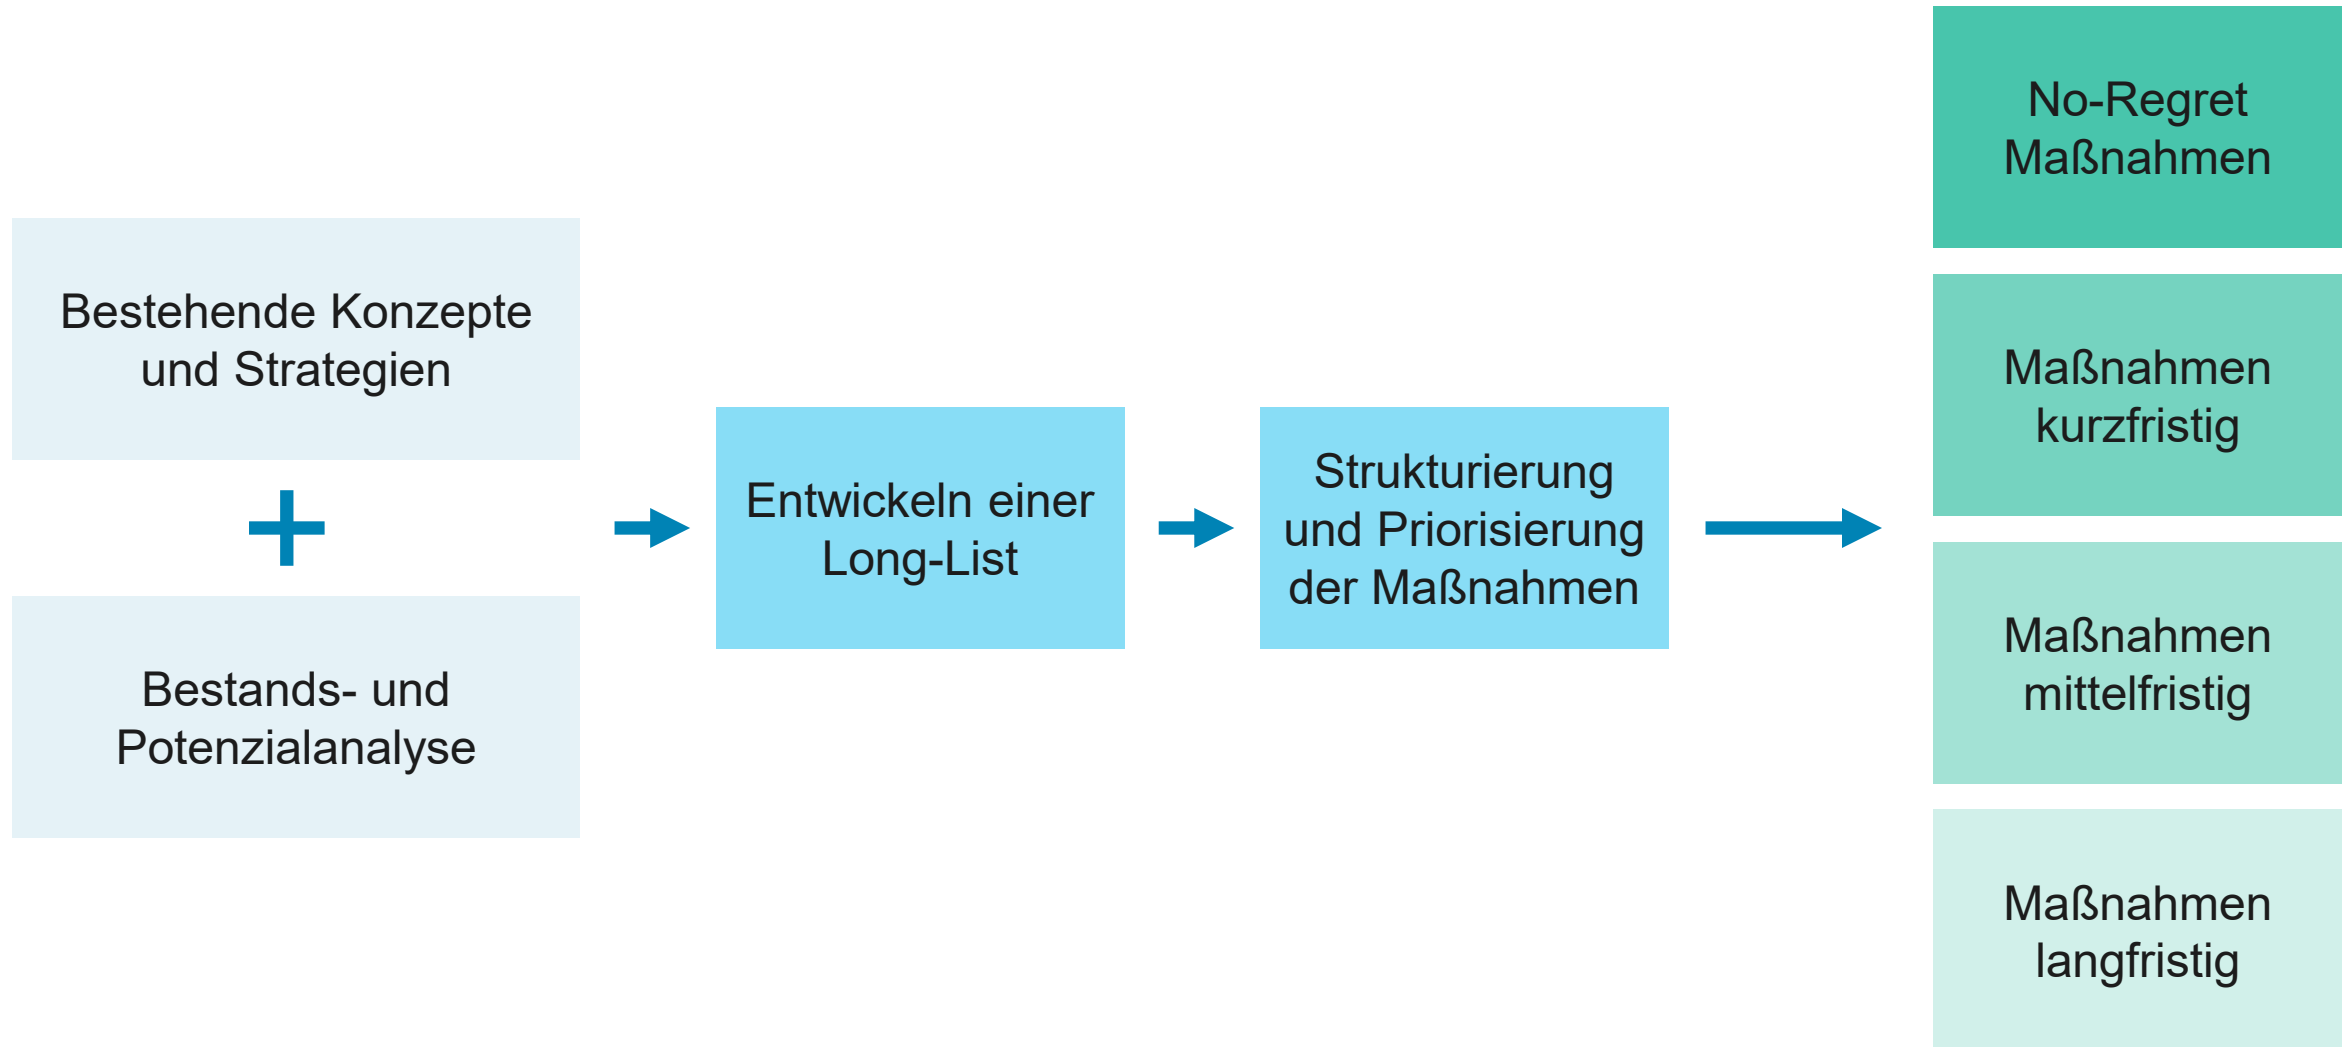 Bestehende Konzepte
und Strategien
Bestands- und
Potenzialanalyse
Entwickeln einer
Long-List
Strukturierung
und Priorisierung
der Maßnahmen
No-Regret
Maßnahmen
Maßnahmen
kurzfristig
Maßnahmen
mittelfristig
Maßnahmen
langfristig